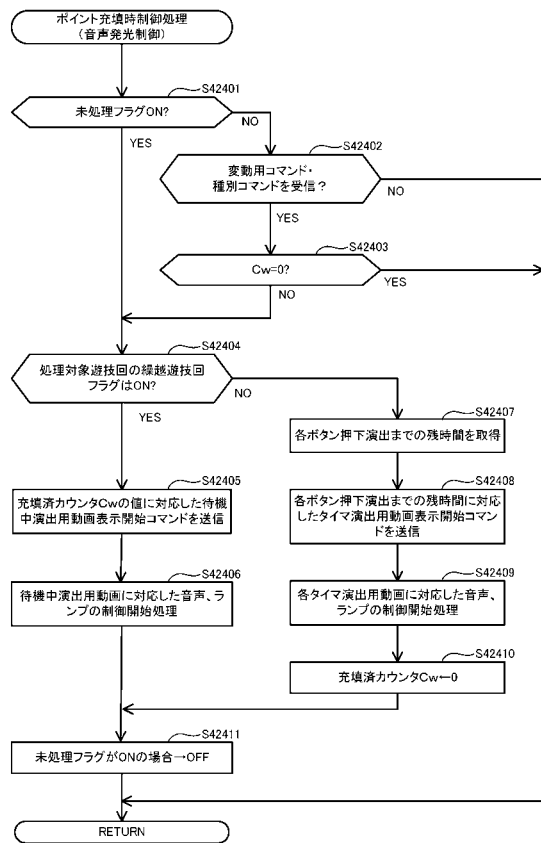 ポイント充填時制御処理
(音声発光制御)
S42401
未処理フラグON?
NO
YES
S42402
変動用コマンド・
種別コマンドを受信？
NO
YES
S42403
Cw=0?
YES
NO
S42404
処理対象遊技回の繰越遊技回
フラグはON?
NO
YES
S42407
各ボタン押下演出までの残時間を取得
S42405
充填済カウンタCwの値に対応した待機
中演出用動画表示開始コマンドを送信
S42408
各ボタン押下演出までの残時間に対応
したタイマ演出用動画表示開始コマン
ドを送信
S42406
待機中演出用動画に対応した音声、ラ
ンプの制御開始処理
S42409
各タイマ演出用動画に対応した音声、
ランプの制御開始処理
S42410
充填済カウンタCw←0
S42411
未処理フラグがONの場合→OFF
RETURN